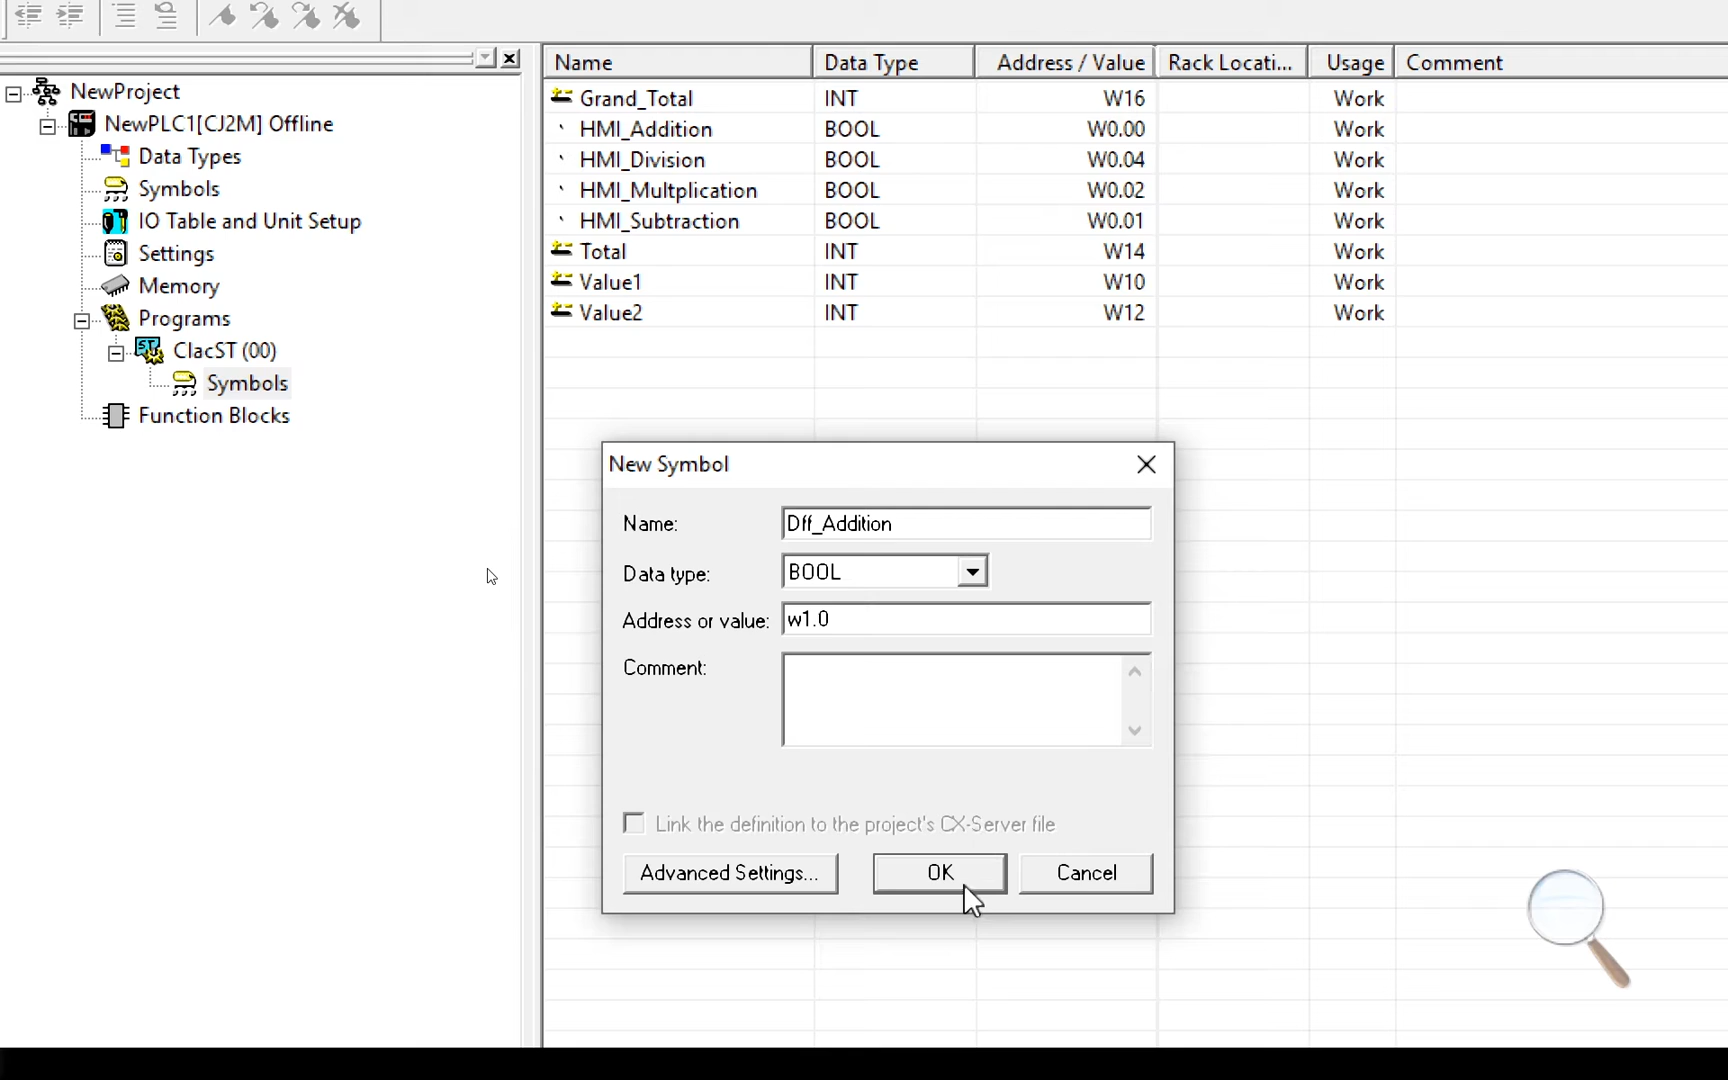 Name Data Type Address / Value Rack Locati... Usage Comment
NewProject
NewPLC1[CJ2M] Offline
Data Types
Symbols
IO Table and Unit Setup
Settings
Memory
Programs
ClacST (00)
Symbols
Function Blocks
Grand_Total INT W16 Work
HMI_Addition BOOL W0.00 Work
HMI_Division BOOL W0.04 Work
HMI_Multplication BOOL W0.02 Work
HMI_Subtraction BOOL W0.01 Work
Total INT W14 Work
Value1 INT W10 Work
Value2 INT W12 Work
New Symbol
Name: Dff_Addition
Data type: BOOL
Address or value: w1.0
Comment:
Link the definition to the project's CX-Server file
Advanced Settings... OK Cancel